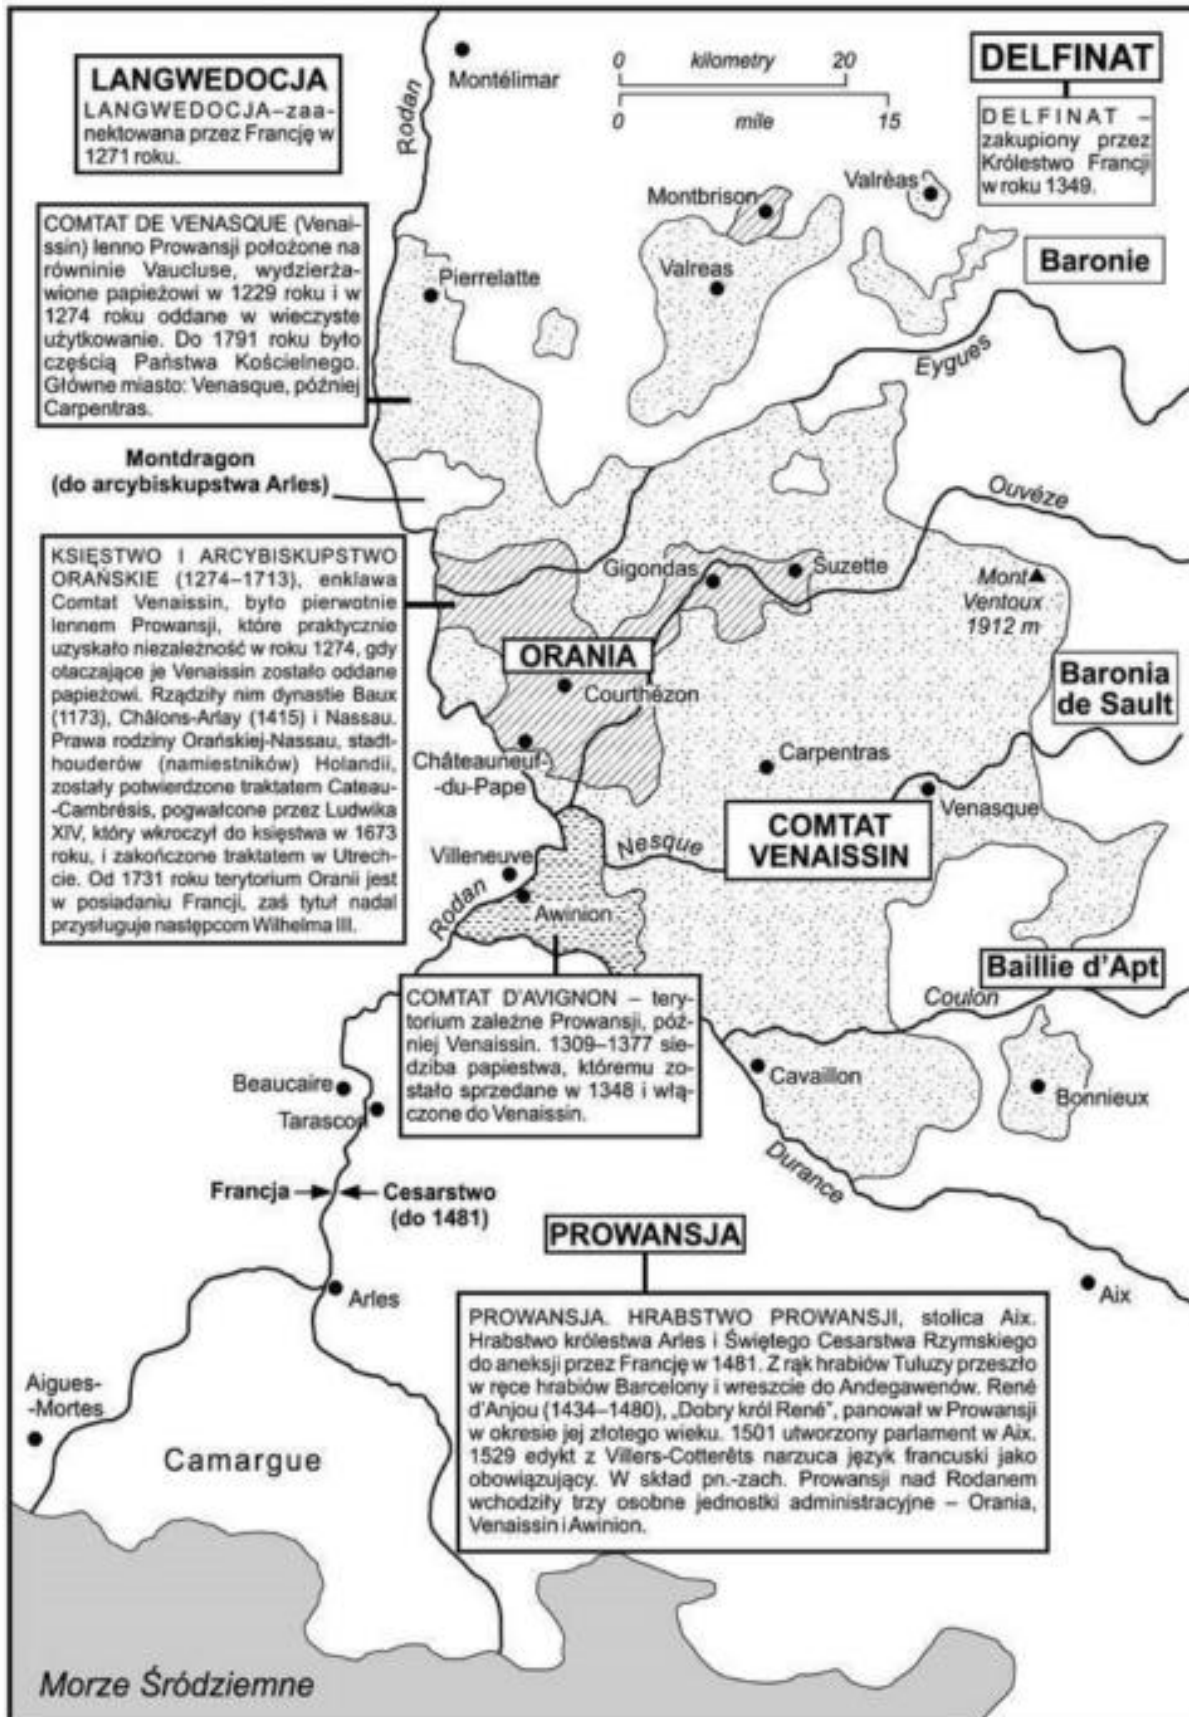 LANGWEDOCJA
LANGWEDOCJA–zaa-
nektowana przez Francję w
1271 roku.
Rodan
Montélimar
0 kilometry 20
0 mile 15
DELFINAT
DELFINAT –
zakupiony przez
Królestwo Francji
w roku 1349.
COMTAT DE VENASQUE (Venai-
ssin) lenno Prowansji położone na
równinie Vaucluse, wydzierża-
wione papieżowi w 1229 roku i w
1274 roku oddane w wieczyste
użytkowanie. Do 1791 roku było
częścią Państwa Kościelnego.
Główne miasto: Venasque, później
Carpentras.
Montbrison
Valrèas
Valreas
Pierrelatte
Baronie
Eygues
Montdragon
(do arcybiskupstwa Arles)
Ouvéze
KSIĘSTWO I ARCYBISKUPSTWO
ORAŃSKIE (1274–1713), enklawa
Comtat Venaissin, było pierwotnie
lennem Prowansji, które praktycznie
uzyskało niezależność w roku 1274, gdy
otaczające je Venaissin zostało oddane
papieżowi. Rządziły nim dynastie Baux
(1173), Châlons-Arlay (1415) i Nassau.
Prawa rodziny Orańskiej-Nassau, stadt-
houderów (namiestników) Holandii,
zostały potwierdzone traktatem Cateau-
-Cambrésis, pogwałcone przez Ludwika
XIV, który wkroczył do księstwa w 1673
roku, i zakończone traktatem w Utrech-
cie. Od 1731 roku terytorium Oranii jest
w posiadaniu Francji, zaś tytuł nadal
przysługuje następcom Wilhelma III.
Gigondas
Suzette
Mont
Ventoux
1912 m
ORANIA
Courthézon
Baronia
de Sault
Châteauneuf-
-du-Pape
Carpentras
Venasque
COMTAT
VENAISSIN
Nesque
Villeneuve
Rodan
Awinion
Baillie d'Apt
Coulon
COMTAT D'AVIGNON – tery-
torium zależne Prowansji, póź-
niej Venaissin. 1309–1377 sie-
dziba papiestwa, któremu zo-
stało sprzedane w 1348 i włą-
czone do Venaissin.
Cavaillon
Bonnieux
Beaucaire
Tarascon
Durance
Francja
Cesarstwo
(do 1481)
PROWANSJA
Arles
Aix
PROWANSJA. HRABSTWO PROWANSJI, stolica Aix.
Hrabstwo królestwa Arles i Świętego Cesarstwa Rzymskiego
do aneksji przez Francję w 1481. Z rąk hrabiów Tuluzy przeszło
w ręce hrabiów Barcelony i wreszcie do Andegawenów. René
d'Anjou (1434–1480), „Dobry król René”, panował w Prowansji
w okresie jej złotego wieku. 1501 utworzony parlament w Aix.
1529 edykt z Villers-Cotterêts narzuca język francuski jako
obowiązujący. W skład pn.-zach. Prowansji nad Rodanem
wchodziły trzy osobne jednostki administracyjne – Orania,
Venaissin i Awinion.
Aigues-
-Mortes
Camargue
Morze Śródziemne